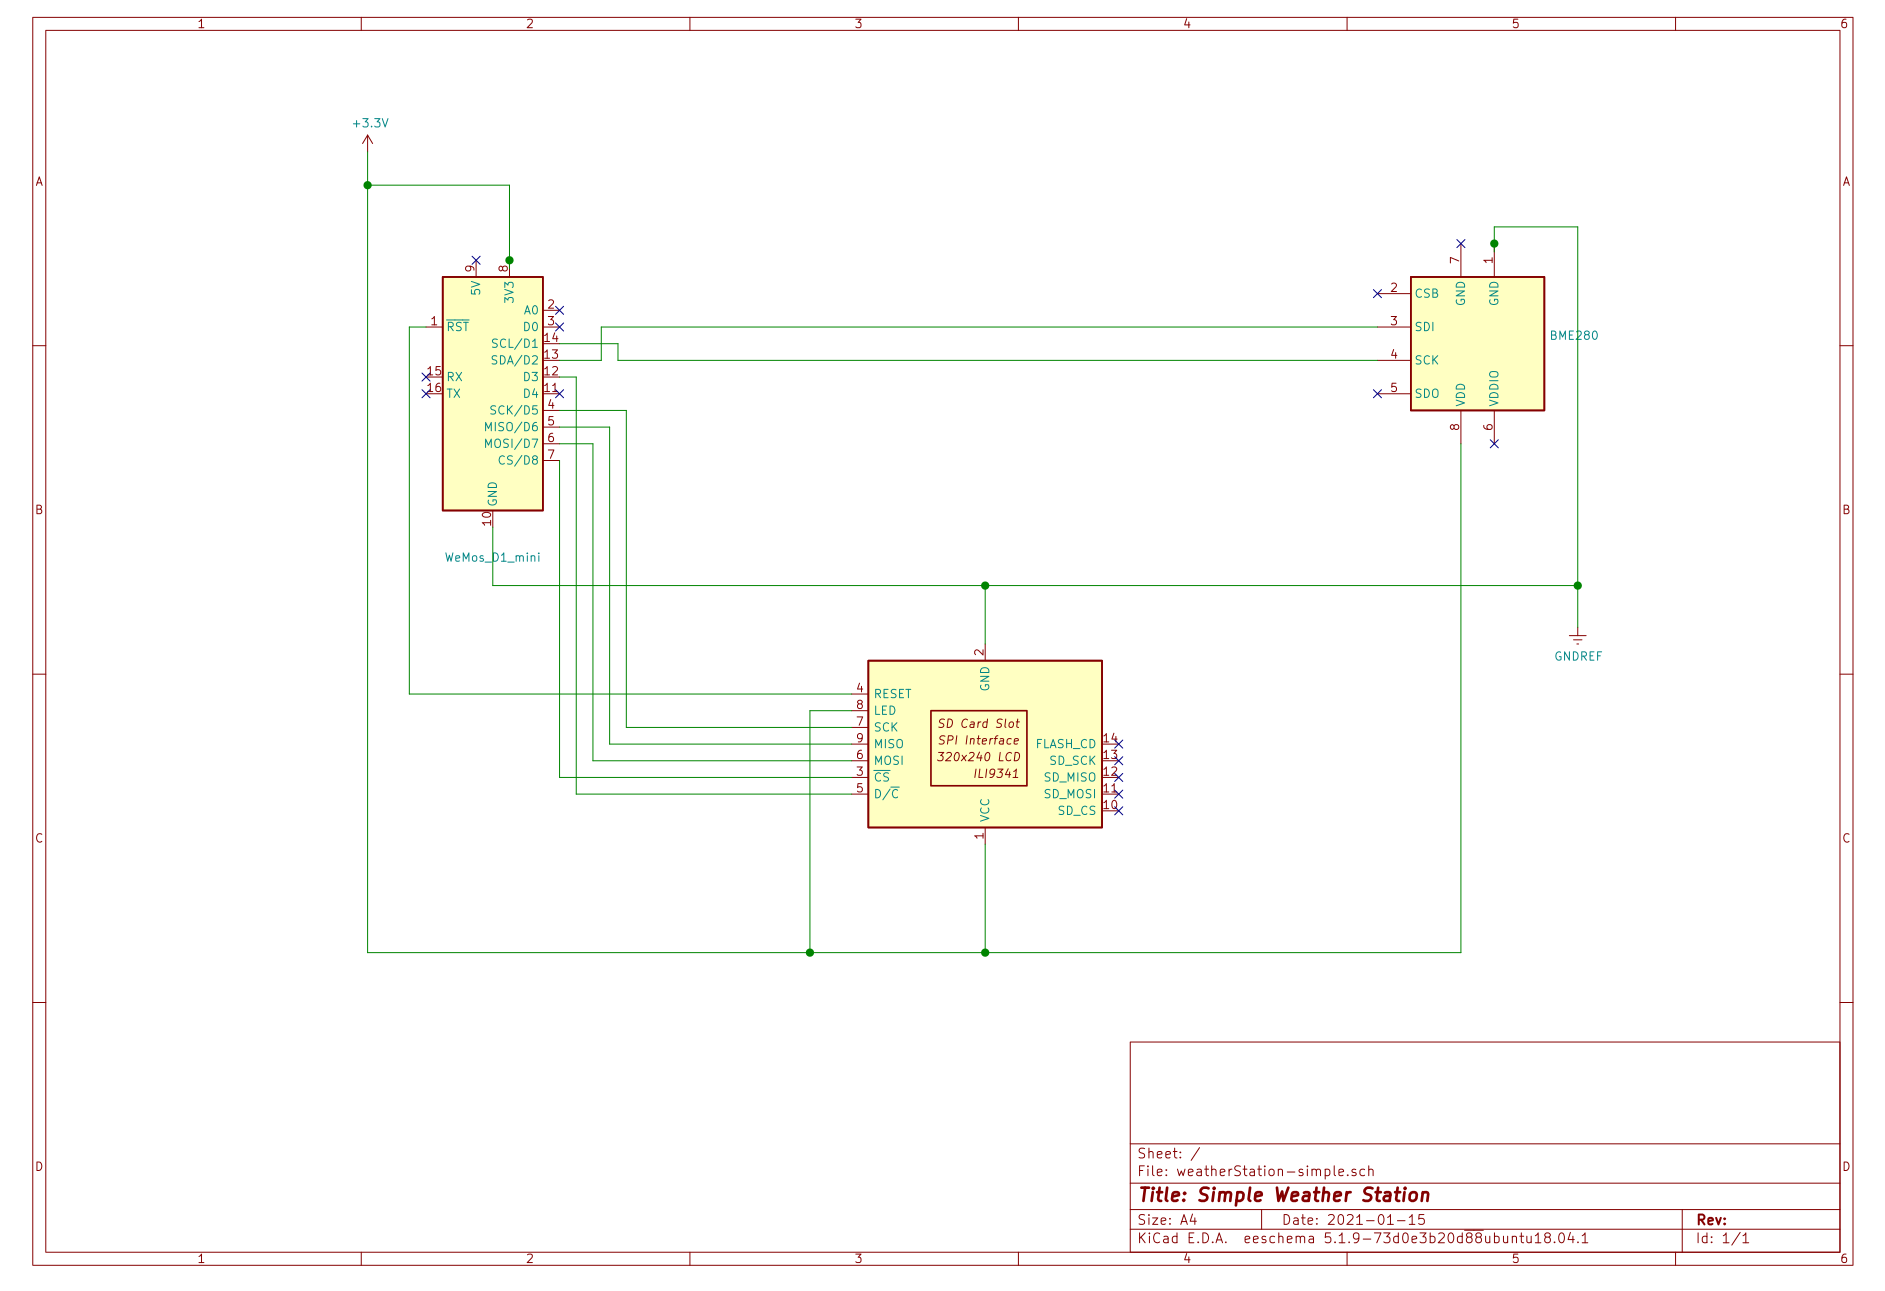 1 2 3 4 5 6
A A
B B
C C
D D
+3.3V
9 8
5V 3V3
1 RST
15 RX
16 TX
A0 2
D0 3
SCL/D1 14
SDA/D2 13
D3 12
D4 11
SCK/D5 4
MISO/D6 5
MOSI/D7 6
CS/D8 7
GND
10
WeMos_D1_mini
7 1
GND GND
2 CSB
3 SDI
4 SCK
5 SDO
VDD VDDIO
8 6
BME280
GNDREF
2
GND
4 RESET
8 LED
7 SCK
9 MISO
6 MOSI
3 CS
5 D/C
SD Card Slot
SPI Interface
320x240 LCD
ILI9341
FLASH_CD 14
SD_SCK 13
SD_MISO 12
SD_MOSI 11
SD_CS 10
VCC
1
Sheet: /
File: weatherStation-simple.sch
Title: Simple Weather Station
Size: A4 Date: 2021-01-15 Rev:
KiCad E.D.A. eeschema 5.1.9-73d0e3b20d88ubuntu18.04.1 Id: 1/1
1 2 3 4 5 6